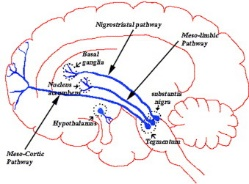 Nigrostriatal pathway
Meso-limbic
Pathway
Basal
ganglia
Nucleus
accumbens
substantia
nigra
Hypothalamus
Tegmentum
Meso-Cortic
Pathway